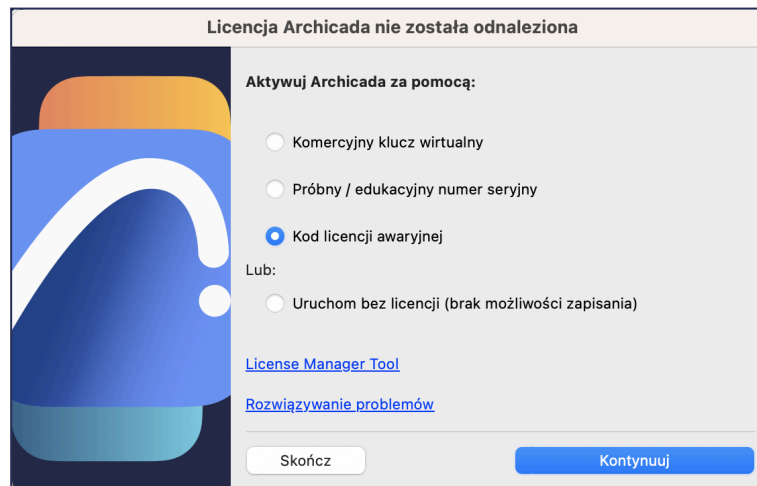 Licencja Archicada nie została odnaleziona
Aktywuj Archicada za pomocą:
Komercyjny klucz wirtualny
Próbny / edukacyjny numer seryjny
Kod licencji awaryjnej
Lub:
Uruchom bez licencji (brak możliwości zapisania)
License Manager Tool
Rozwiązywanie problemów
Skończ
Kontynuuj